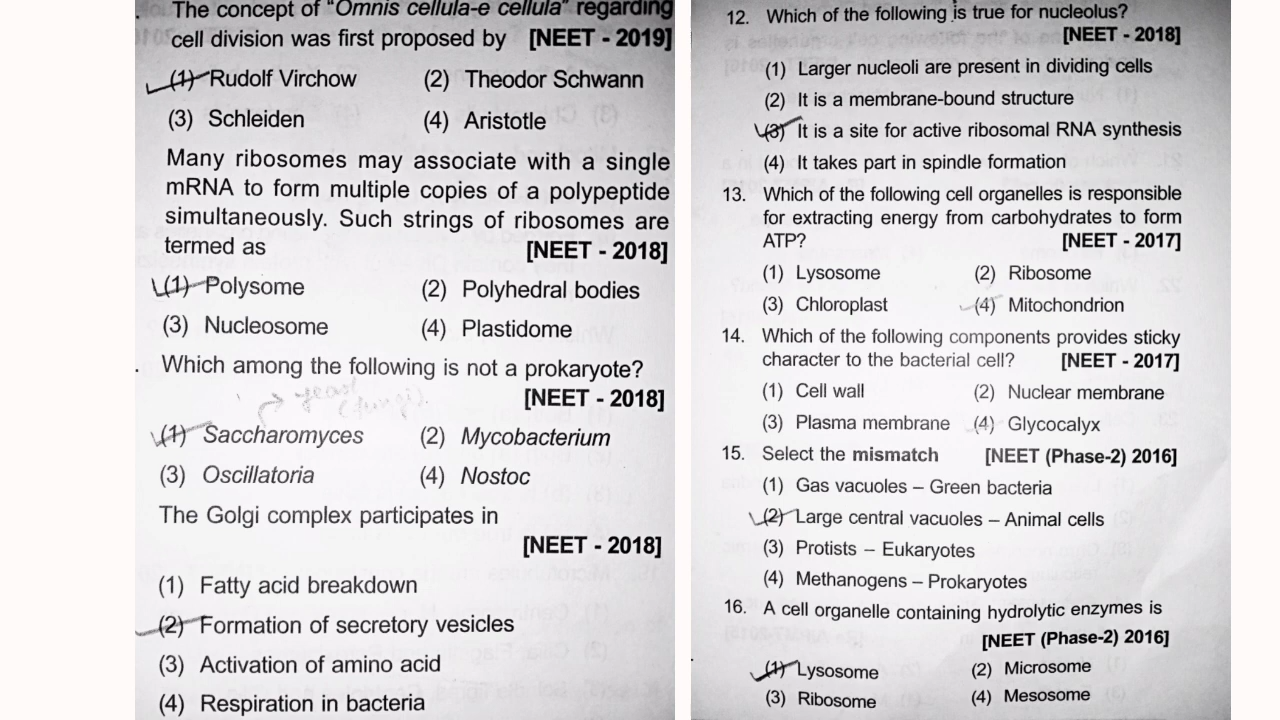 The concept of "Omnis cellula-e cellula" regarding
cell division was first proposed by [NEET - 2019]
(1) Rudolf Virchow (2) Theodor Schwann
(3) Schleiden (4) Aristotle
Many ribosomes may associate with a single
mRNA to form multiple copies of a polypeptide
simultaneously. Such strings of ribosomes are
termed as [NEET - 2018]
(1) Polysome (2) Polyhedral bodies
(3) Nucleosome (4) Plastidome
Which among the following is not a prokaryote?
[NEET - 2018]
(1) Saccharomyces (2) Mycobacterium
(3) Oscillatoria (4) Nostoc
The Golgi complex participates in
[NEET - 2018]
(1) Fatty acid breakdown
(2) Formation of secretory vesicles
(3) Activation of amino acid
(4) Respiration in bacteria
12. Which of the following is true for nucleolus?
[NEET - 2018]
(1) Larger nucleoli are present in dividing cells
(2) It is a membrane-bound structure
(3) It is a site for active ribosomal RNA synthesis
(4) It takes part in spindle formation
13. Which of the following cell organelles is responsible
for extracting energy from carbohydrates to form
ATP? [NEET - 2017]
(1) Lysosome (2) Ribosome
(3) Chloroplast (4) Mitochondrion
14. Which of the following components provides sticky
character to the bacterial cell? [NEET - 2017]
(1) Cell wall (2) Nuclear membrane
(3) Plasma membrane (4) Glycocalyx
15. Select the mismatch [NEET (Phase-2) 2016]
(1) Gas vacuoles – Green bacteria
(2) Large central vacuoles – Animal cells
(3) Protists – Eukaryotes
(4) Methanogens – Prokaryotes
16. A cell organelle containing hydrolytic enzymes is
[NEET (Phase-2) 2016]
(1) Lysosome (2) Microsome
(3) Ribosome (4) Mesosome